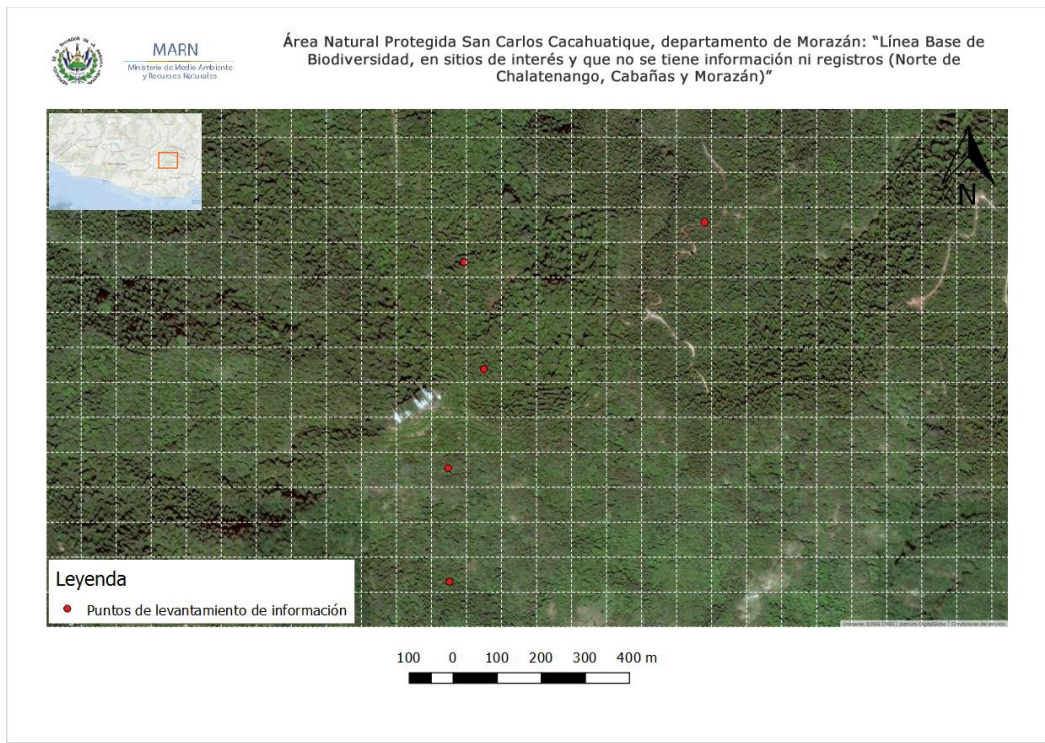 MARN
Ministerio de Medio Ambiente
y Recursos Naturales
Área Natural Protegida San Carlos Cacahuatique, departamento de Morazán: “Línea Base de
Biodiversidad, en sitios de interés y que no se tiene información ni registros (Norte de
Chalatenango, Cabañas y Morazán)”
N
Leyenda
Puntos de levantamiento de información
100 0 100 200 300 400 m